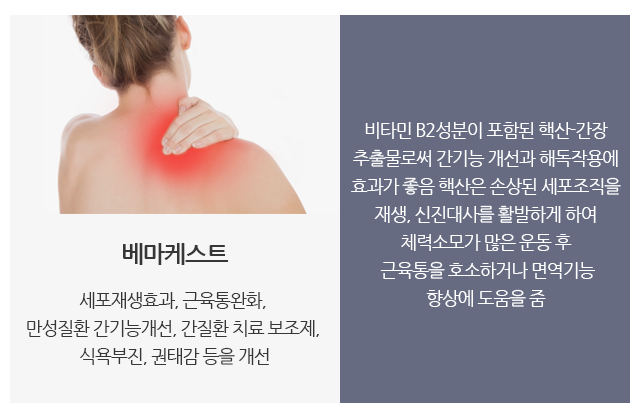 베마케스트
세포재생효과, 근육통완화,
만성질환 간기능개선, 간질환 치료 보조제,
식욕부진, 권태감 등을 개선
비타민 B2성분이 포함된 핵산-간장
추출물로써 간기능 개선과 해독작용에
효과가 좋음 핵산은 손상된 세포조직을
재생, 신진대사를 활발하게 하여
체력소모가 많은 운동 후
근육통을 호소하거나 면역기능
향상에 도움을 줌